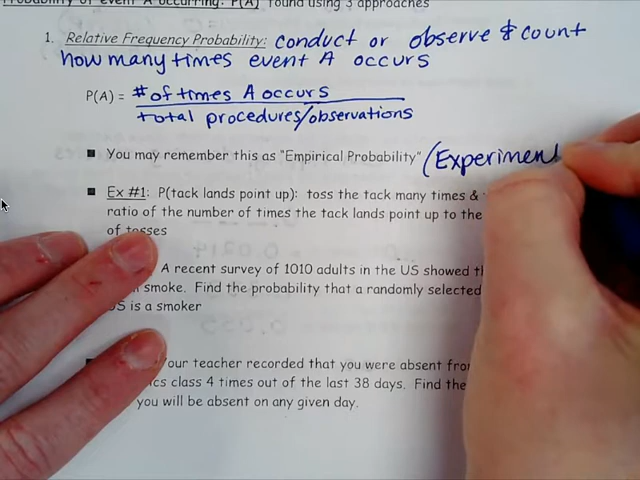 Probability of event A occurring: P(A) found using 3 approaches
1. Relative Frequency Probability: conduct or observe & count
how many times event A occurs
P(A) = # of times A occurs
total procedures/observations
■ You may remember this as "Empirical Probability" (Experimen
■ Ex #1: P(tack lands point up): toss the tack many times &
ratio of the number of times the tack lands point up to the
of tosses
A recent survey of 1010 adults in the US showed
smoke. Find the probability that a randomly selected
US is a smoker
our teacher recorded that you were absent from
ics class 4 times out of the last 38 days. Find the
you will be absent on any given day.